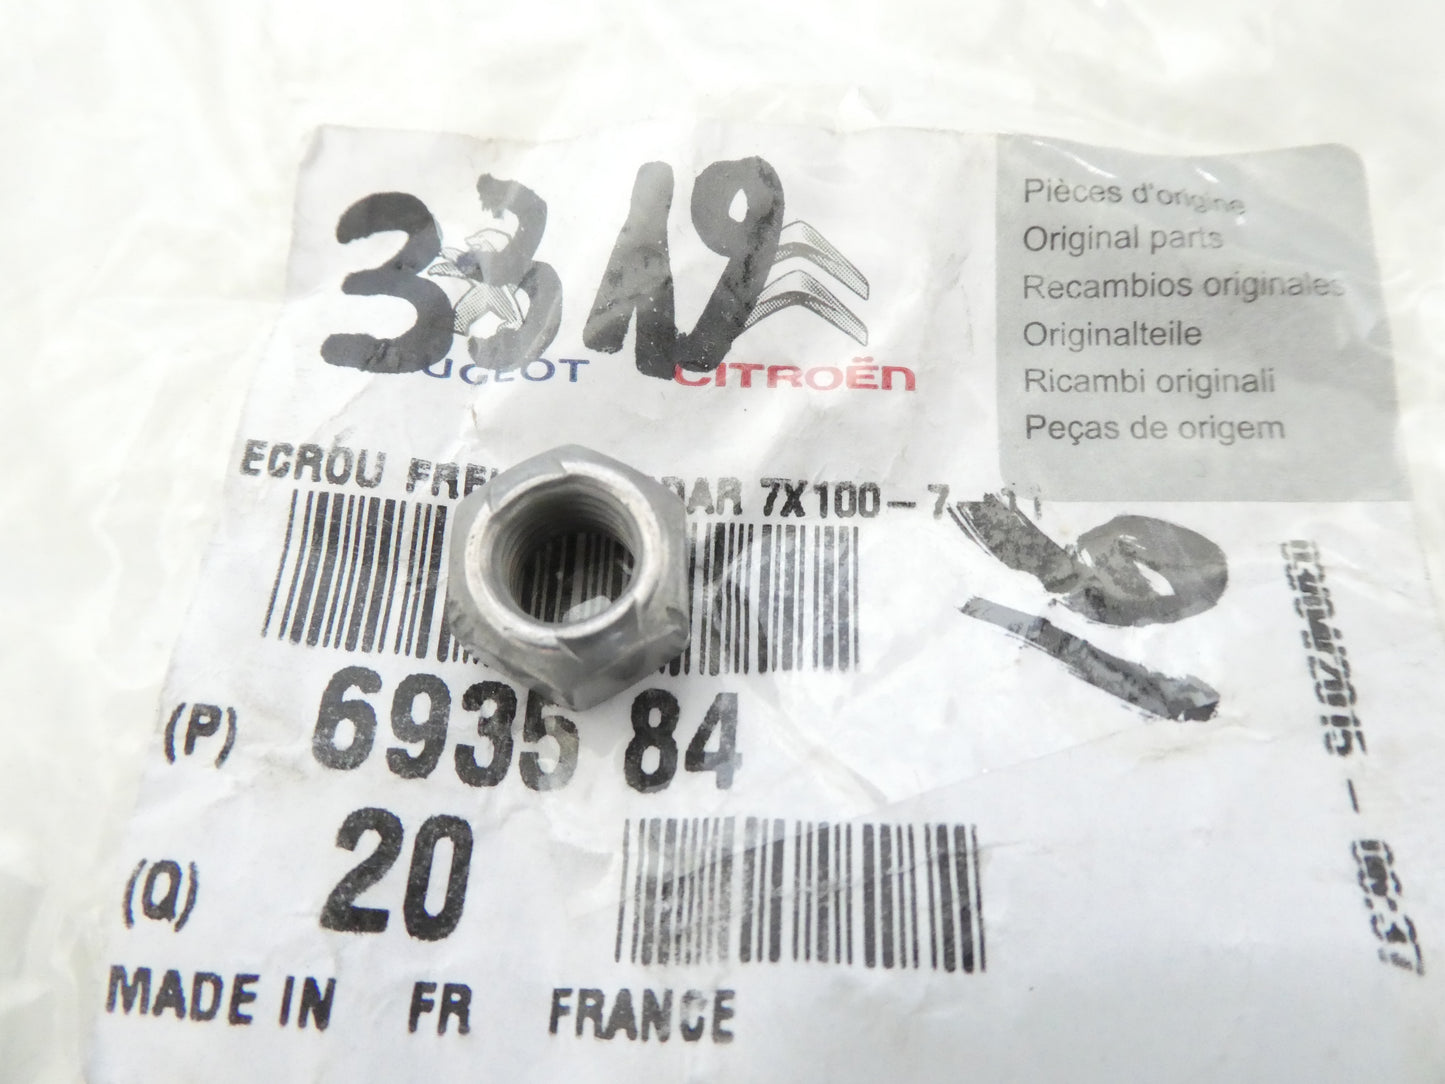 3319
CITROËN
Pièces d'origine
Original parts
Recambios originales
Originalteile
Ricambi originali
Peças de origem
ECROU 7X100-7
(P) 6935 84
(Q) 20
MADE IN FR FRANCE